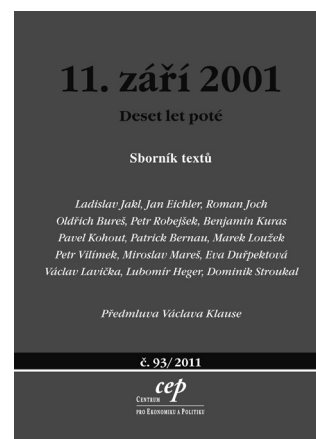 11. září 2001
Deset let poté
Sborník textů
Ladislav Jakl, Jan Eichler, Roman Joch
Oldřich Bureš, Petr Robejšek, Benjamin Kuras
Pavel Kohout, Patrick Bernau, Marek Loužek
Petr Vilímek, Miroslav Mareš, Eva Duřpektová
Václav Lavička, Lubomír Heger, Dominik Stroukal
Předmluva Václava Klause
č. 93/2011
cep
CENTRUM
PRO EKONOMIKU A POLITIKU